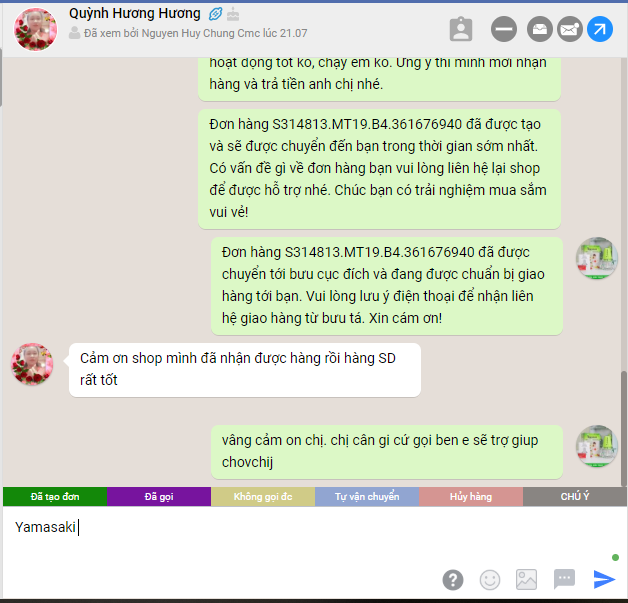 Quỳnh Hương Hương
Đã xem bởi Nguyen Huy Chung Cmc lúc 21.07
hoạt động tốt ko, chạy êm ko. Ưng ý thì mình mới nhận
hàng và trả tiền anh chị nhé.
Đơn hàng S314813.MT19.B4.361676940 đã được tạo
và sẽ được chuyển đến bạn trong thời gian sớm nhất.
Có vấn đề gì về đơn hàng bạn vui lòng liên hệ lại shop
để được hỗ trợ nhé. Chúc bạn có trải nghiệm mua sắm
vui vẻ!
Đơn hàng S314813.MT19.B4.361676940 đã được
chuyển tới bưu cục đích và đang được chuẩn bị giao
hàng tới bạn. Vui lòng lưu ý điện thoại để nhận liên
hệ giao hàng từ bưu tá. Xin cám ơn!
Cảm ơn shop mình đã nhận được hàng rồi hàng SD
rất tốt
vâng cảm on chị. chị cân gi cứ gọi ben e sẽ trợ giup
chovchij
Đã tạo đơn Đã gọi Không gọi đc Tự vận chuyển Hủy hàng CHÚ Ý
Yamasaki